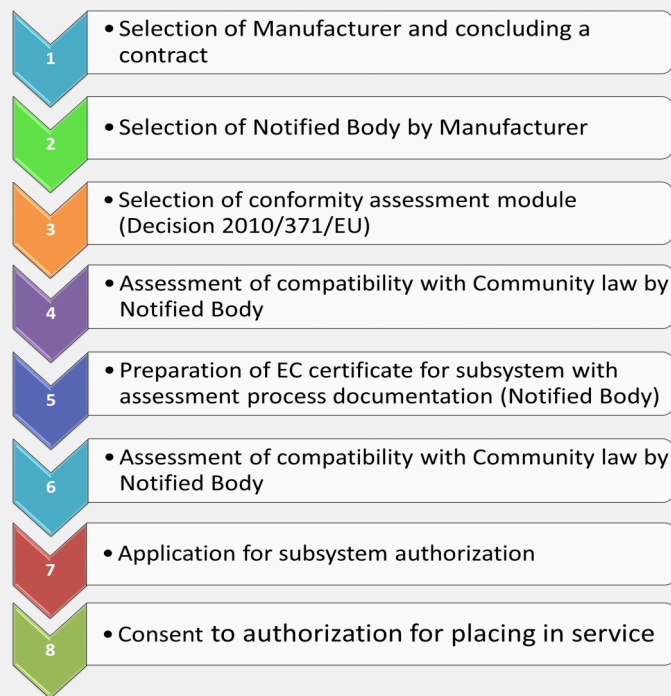 1
• Selection of Manufacturer and concluding a
contract
2
• Selection of Notified Body by Manufacturer
3
• Selection of conformity assessment module
(Decision 2010/371/EU)
4
• Assessment of compatibility with Community law by
Notified Body
5
• Preparation of EC certificate for subsystem with
assessment process documentation (Notified Body)
6
• Assessment of compatibility with Community law by
Notified Body
7
• Application for subsystem authorization
8
• Consent to authorization for placing in service